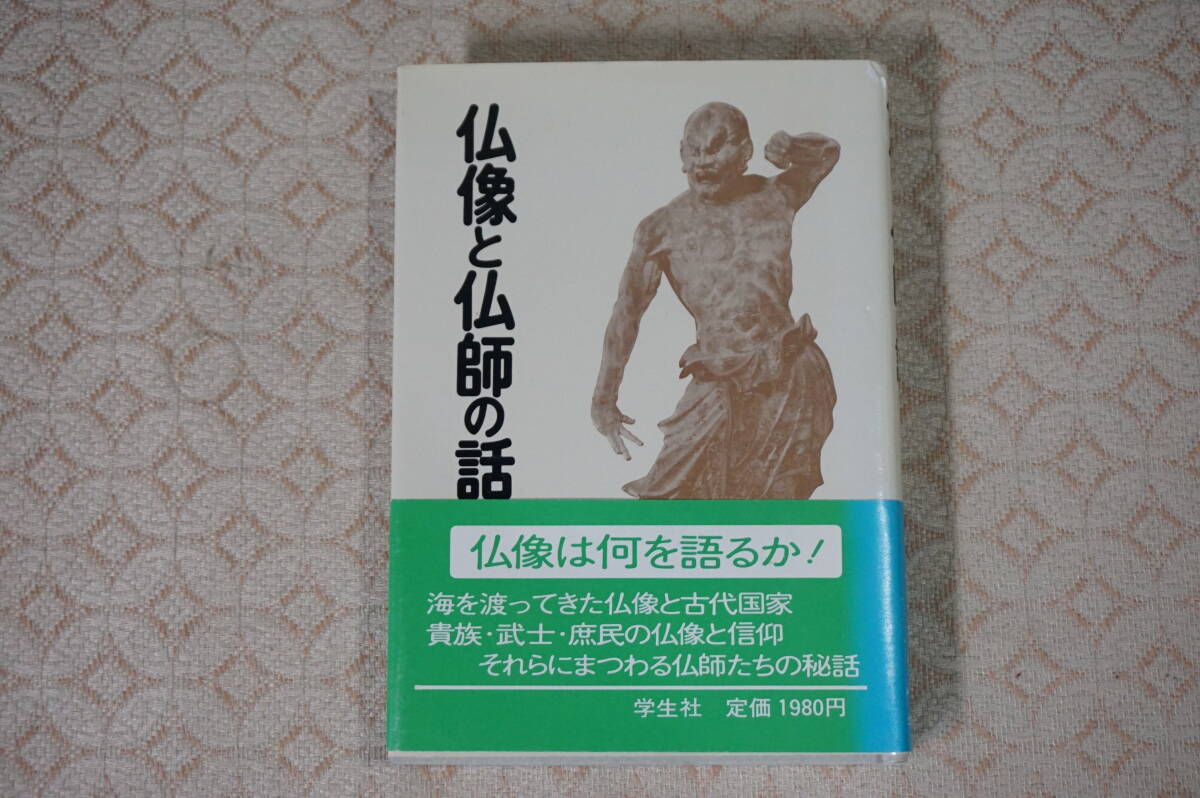 仏像と仏師の話
仏像は何を語るか!
海を渡ってきた仏像と古代国家
貴族・武士・庶民の仏像と信仰
それらにまつわる仏師たちの秘話
学生社 定価1980円